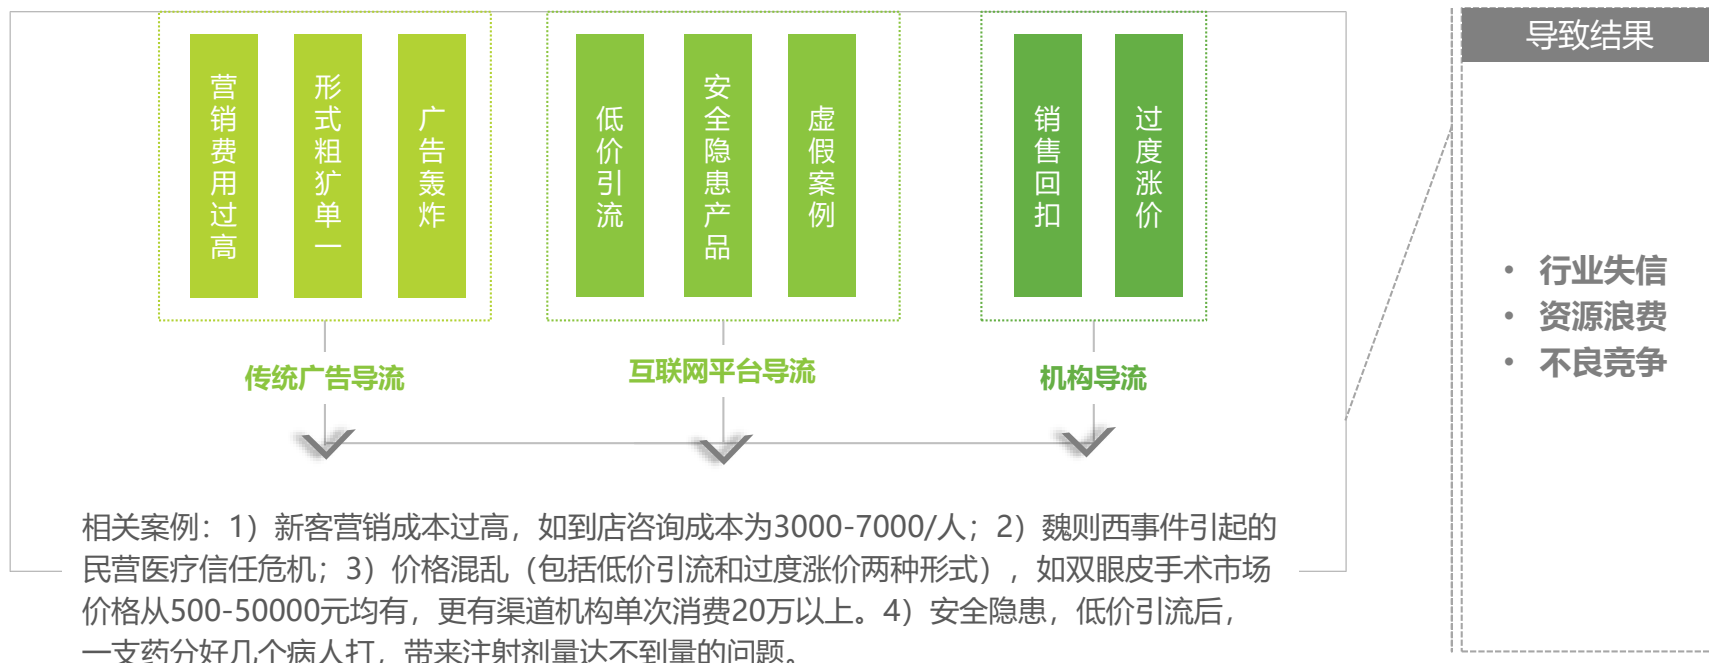 营销费用过高
形式粗犷单一
广告轰炸
低价引流
安全隐患产品
虚假案例
销售回扣
过度涨价
传统广告导流
互联网平台导流
机构导流
相关案例：1）新客营销成本过高，如到店咨询成本为3000-7000/人；2）魏则西事件引起的
民营医疗信任危机；3）价格混乱（包括低价引流和过度涨价两种形式），如双眼皮手术市场
价格从500-50000元均有，更有渠道机构单次消费20万以上。4）安全隐患，低价引流后，
一支药分好几个病人打，带来注射剂量达不到量的问题。
导致结果
• 行业失信
• 资源浪费
• 不良竞争